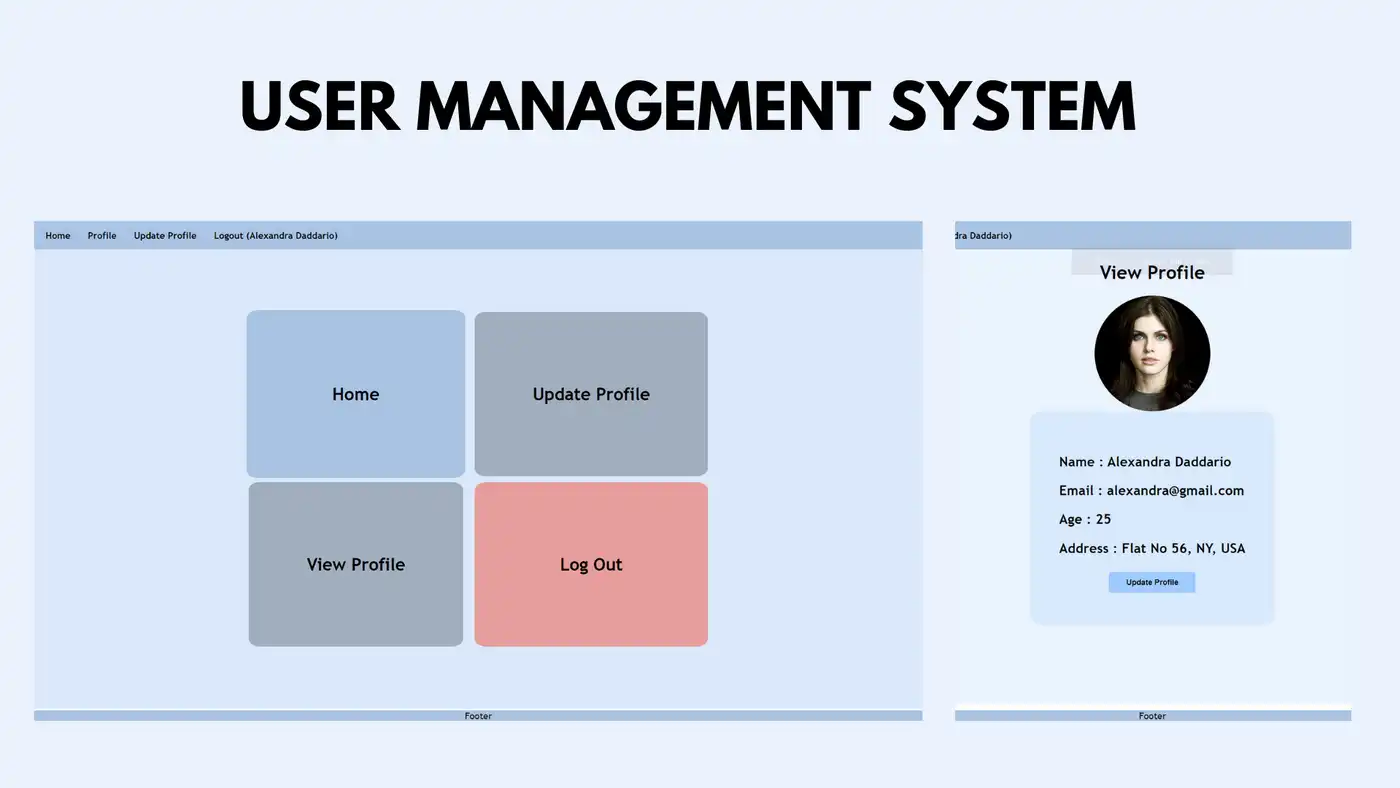 USER MANAGEMENT SYSTEM
Home Profile Update Profile Logout (Alexandra Daddario)
Home
Update Profile
View Profile
Log Out
Footer
dra Daddario)
View Profile
Name : Alexandra Daddario
Email : alexandra@gmail.com
Age : 25
Address : Flat No 56, NY, USA
Update Profile
Footer